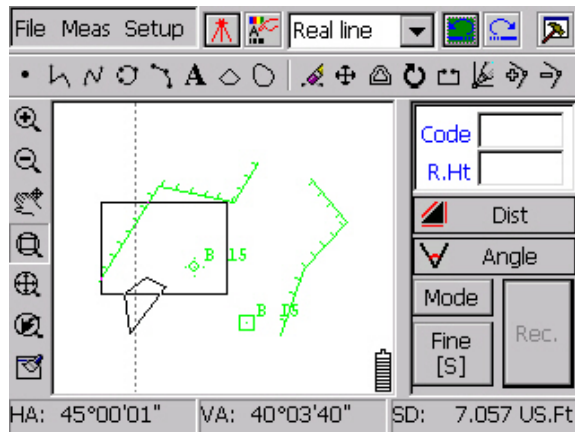 File Meas Setup Real line
A
Code
R.Ht
B 15
B 15
Dist
Angle
Mode
Fine
[S]
Rec.
HA: 45°00'01" VA: 40°03'40" SD: 7.057 US.Ft